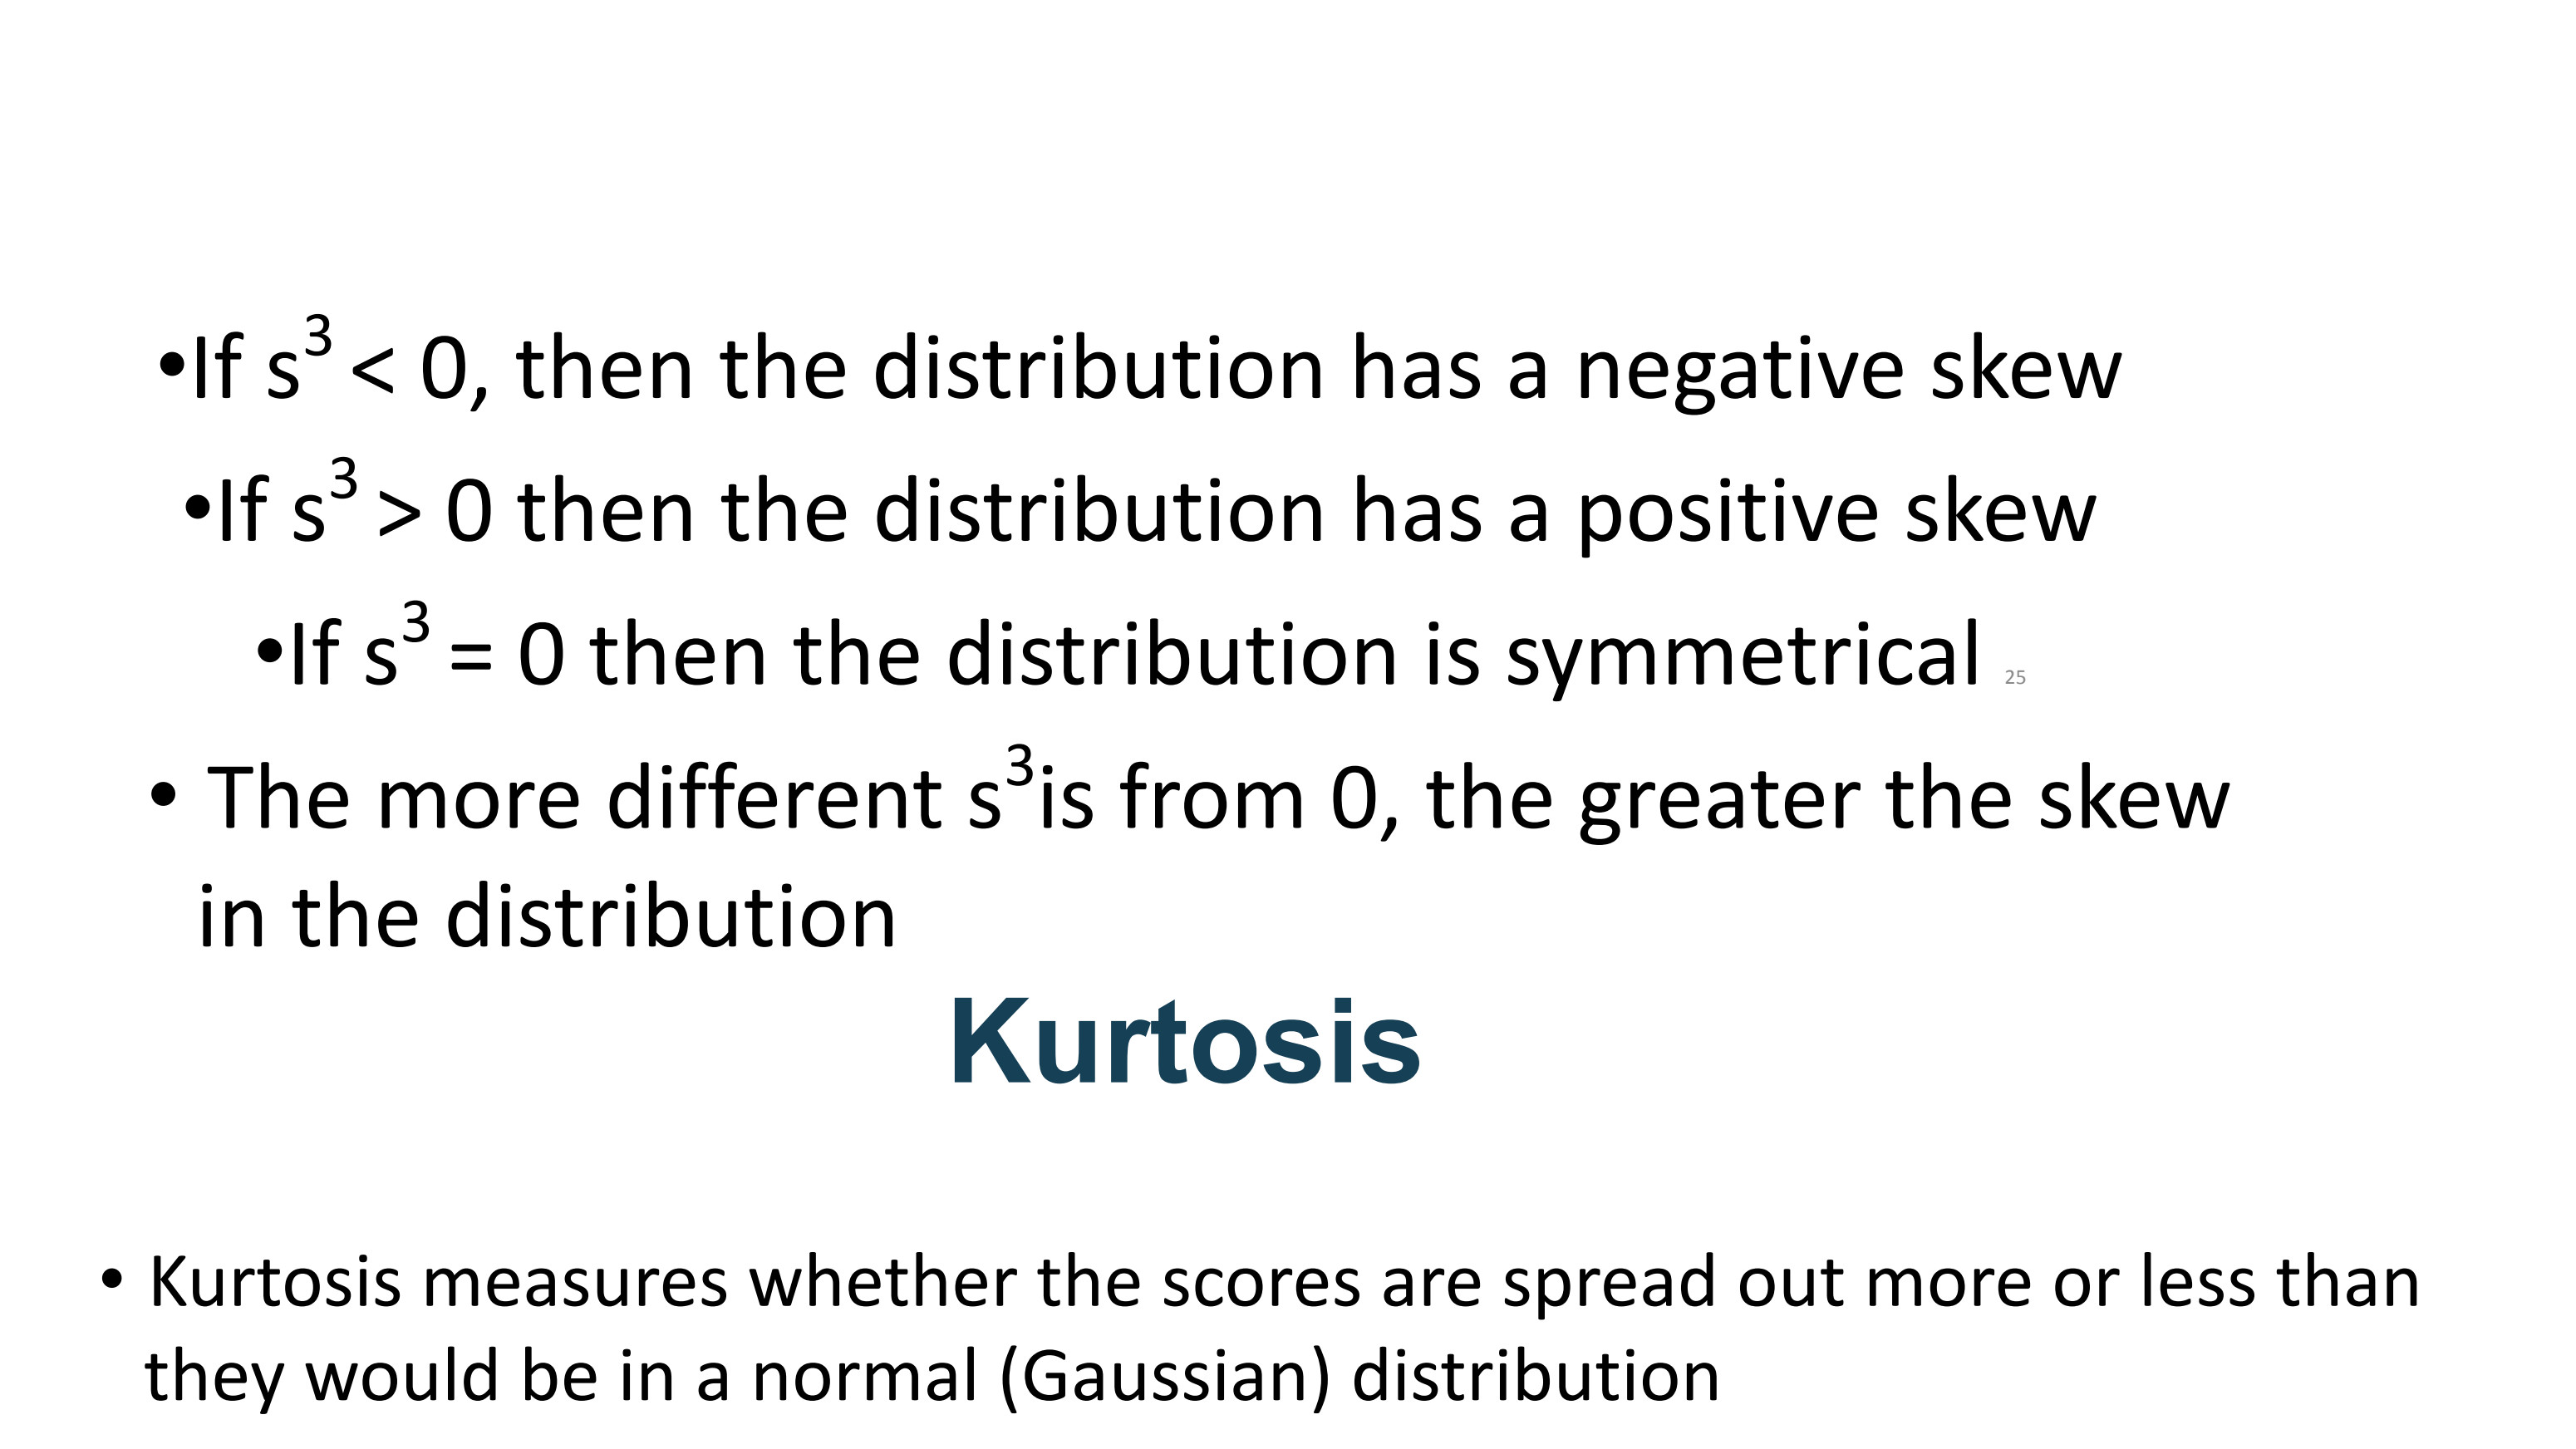 •If s³ < 0, then the distribution has a negative skew
•If s³ > 0 then the distribution has a positive skew
•If s³ = 0 then the distribution is symmetrical 25
• The more different s³is from 0, the greater the skew
in the distribution
Kurtosis
• Kurtosis measures whether the scores are spread out more or less than
they would be in a normal (Gaussian) distribution